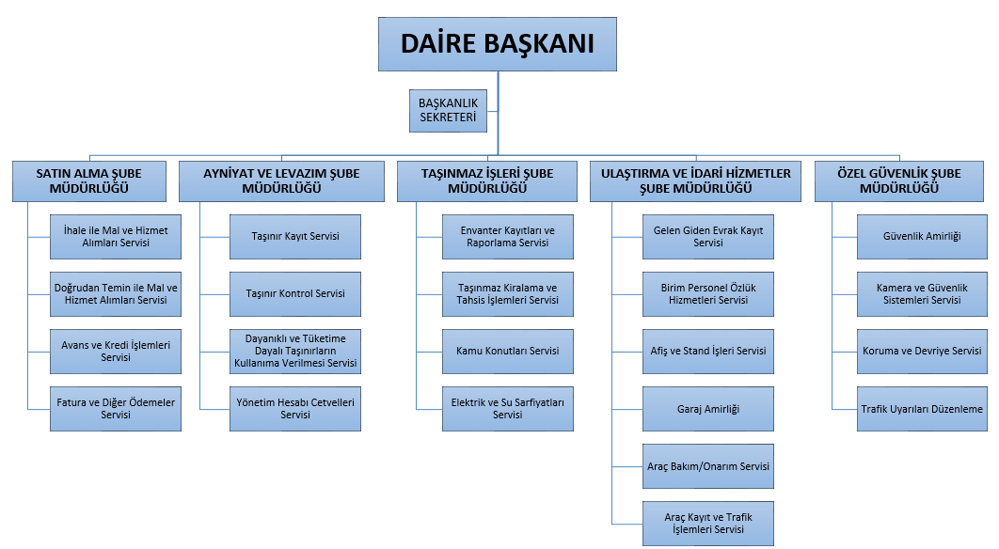 DAİRE BAŞKANI
BAŞKANLIK
SEKRETERİ
SATIN ALMA ŞUBE
MÜDÜRLÜĞÜ
İhale ile Mal ve Hizmet
Alımları Servisi
Doğrudan Temin ile Mal ve
Hizmet Alımları Servisi
Avans ve Kredi İşlemleri
Servisi
Fatura ve Diğer Ödemeler
Servisi
AYNİYAT VE LEVAZIM ŞUBE
MÜDÜRLÜĞÜ
Taşınır Kayıt Servisi
Taşınır Kontrol Servisi
Dayanıklı ve Tüketime
Dayalı Taşınırların
Kullanıma Verilmesi Servisi
Yönetim Hesabı Cetvelleri
Servisi
TAŞINMAZ İŞLERİ ŞUBE
MÜDÜRLÜĞÜ
Envanter Kayıtları ve
Raporlama Servisi
Taşınmaz Kiralama ve
Tahsis İşlemleri Servisi
Kamu Konutları Servisi
Elektrik ve Su Sarfiyatları
Servisi
ULAŞTIRMA VE İDARİ HİZMETLER
ŞUBE MÜDÜRLÜĞÜ
Gelen Giden Evrak Kayıt
Servisi
Birim Personel Özlük
Hizmetleri Servisi
Afiş ve Stand İşleri Servisi
Garaj Amirliği
Araç Bakım/Onarım Servisi
Araç Kayıt ve Trafik
İşlemleri Servisi
ÖZEL GÜVENLİK ŞUBE
MÜDÜRLÜĞÜ
Güvenlik Amirliği
Kamera ve Güvenlik
Sistemleri Servisi
Koruma ve Devriye Servisi
Trafik Uyarıları Düzenleme